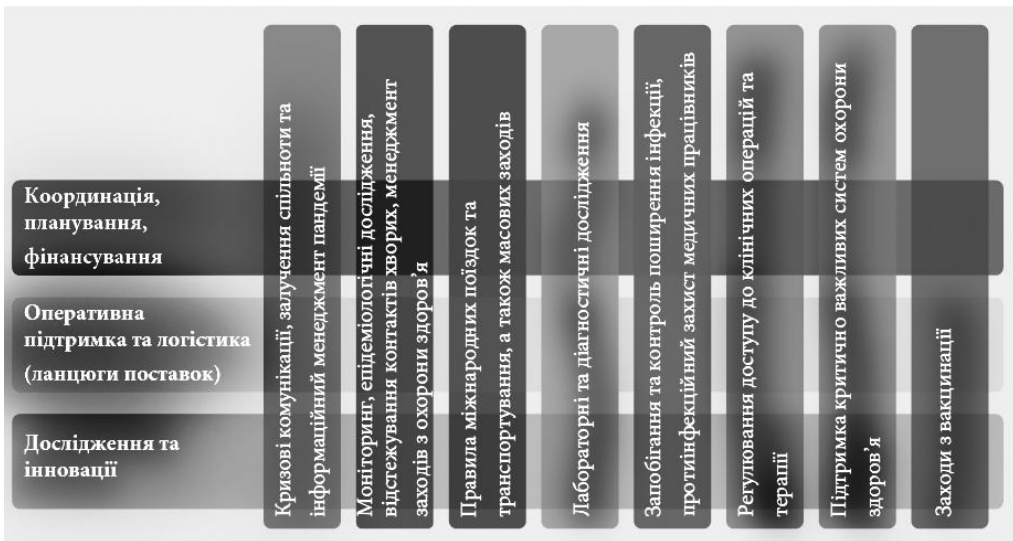 Координація,
планування,
фінансування
Оперативна
підтримка та логістика
(ланцюги поставок)
Дослідження та
інновації
Кризові комунікації, залучення спільноти та
інформаційний менеджмент пандемії
Моніторинг, епідеміологічні дослідження,
відстежування контактів хворих, менеджмент
заходів з охорони здоров’я
Правила міжнародних поїздок та
транспортування, а також масових заходів
Лабораторні та діагностичні дослідження
Запобігання та контроль поширення інфекції,
протиінфекційний захист медичних працівників
Регулювання доступу до клінічних операцій та
терапії
Підтримка критично важливих систем охорони
здоров’я
Заходи з вакцинації